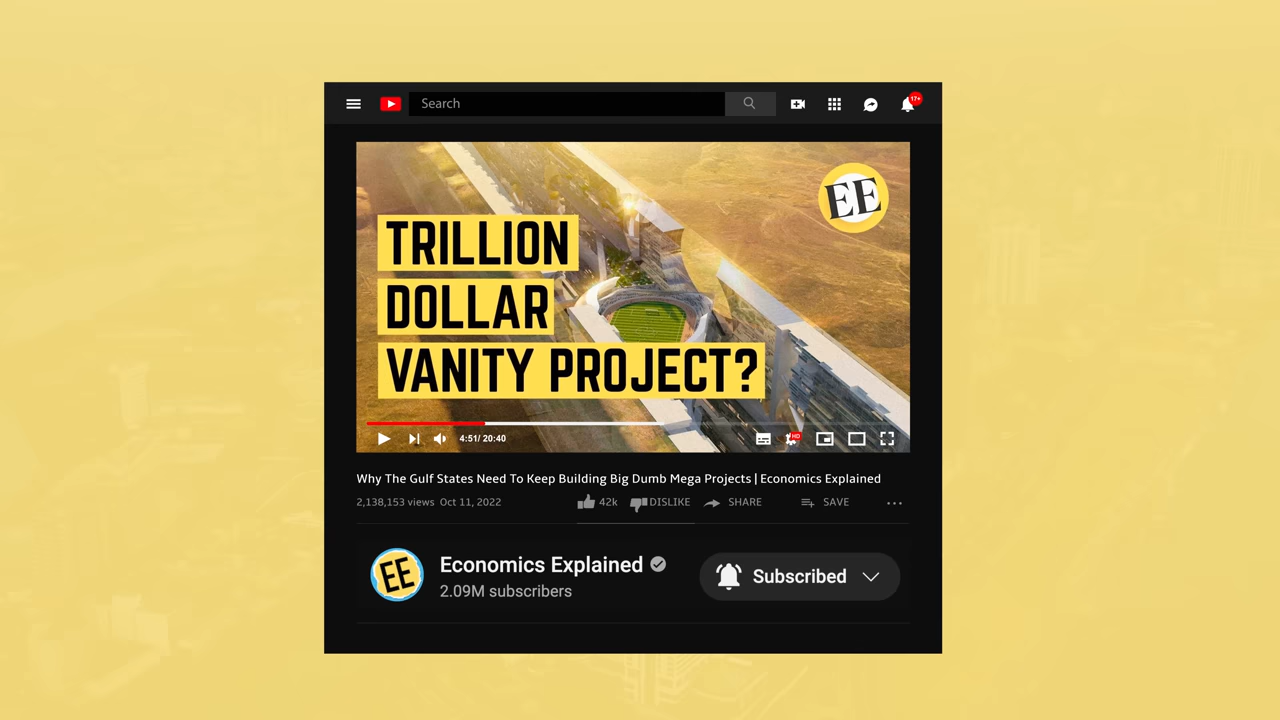 Search
17+
EE
TRILLION
DOLLAR
VANITY PROJECT?
4:51/ 20:40
HD
Why The Gulf States Need To Keep Building Big Dumb Mega Projects | Economics Explained
2,138,153 views Oct 11, 2022 42k DISLIKE SHARE SAVE
EE
Economics Explained
2.09M subscribers
Subscribed